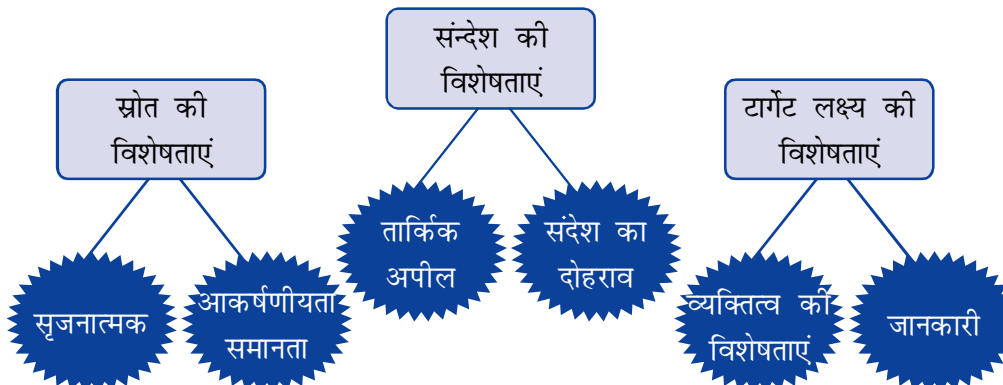 संन्देश की
विशेषताएं
स्रोत की
विशेषताएं
टार्गेट लक्ष्य की
विशेषताएं
तार्किक
अपील
संदेश का
दोहराव
सृजनात्मक
आकर्षणीयता
समानता
व्यक्तित्व की
विशेषताएं
जानकारी